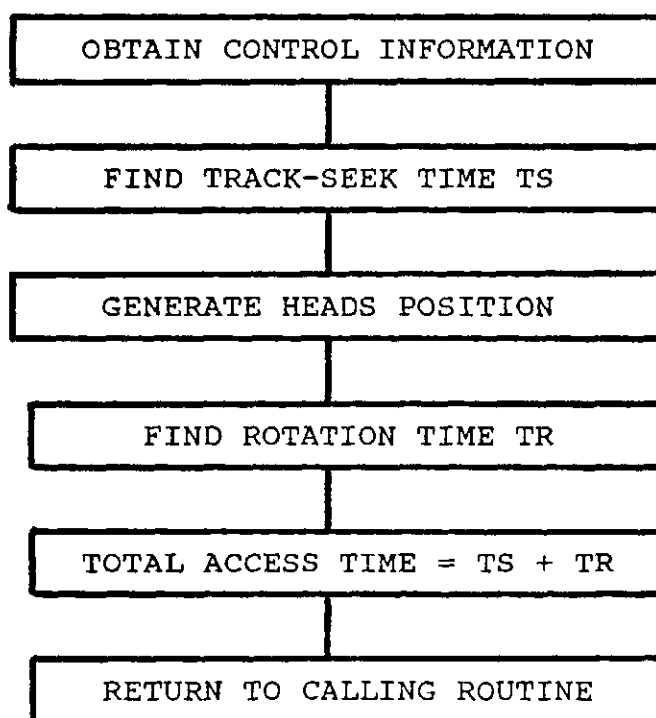 OBTAIN CONTROL INFORMATION
FIND TRACK-SEEK TIME TS
GENERATE HEADS POSITION
FIND ROTATION TIME TR
TOTAL ACCESS TIME = TS + TR
RETURN TO CALLING ROUTINE